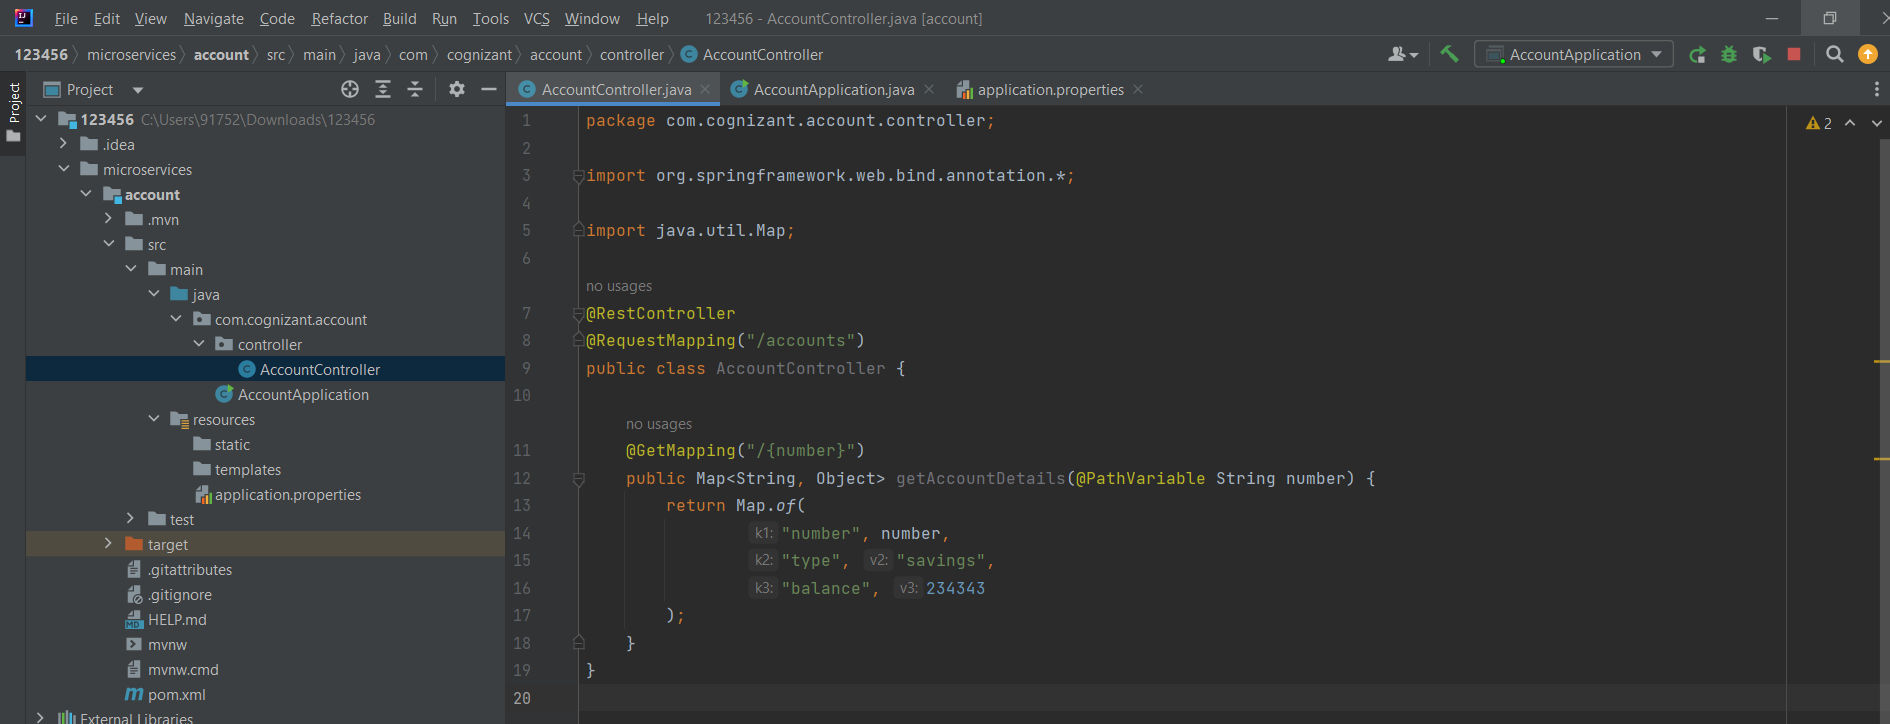 File Edit View Navigate Code Refactor Build Run Tools VCS Window Help 123456 - AccountController.java [account]
123456 microservices account src main java com cognizant account controller AccountController AccountApplication
Project Project AccountController.java AccountApplication.java application.properties
123456 C:\Users\91752\Downloads\123456
.idea
microservices
account
.mvn
src
main
java
com.cognizant.account
controller
AccountController
AccountApplication
resources
static
templates
application.properties
test
target
.gitattributes
.gitignore
HELP.md
mvnw
mvnw.cmd
pom.xml
External Libraries
2
1 package com.cognizant.account.controller;
2
3 import org.springframework.web.bind.annotation.*;
4
5 import java.util.Map;
6
no usages
7 @RestController
8 @RequestMapping("/accounts")
9 public class AccountController {
10
no usages
11 @GetMapping("/{number}")
12 public Map<String, Object> getAccountDetails(@PathVariable String number) {
13 return Map.of(
14 k1: "number", number,
15 k2: "type", v2: "savings",
16 k3: "balance", v3: 234343
17 );
18 }
19 }
20